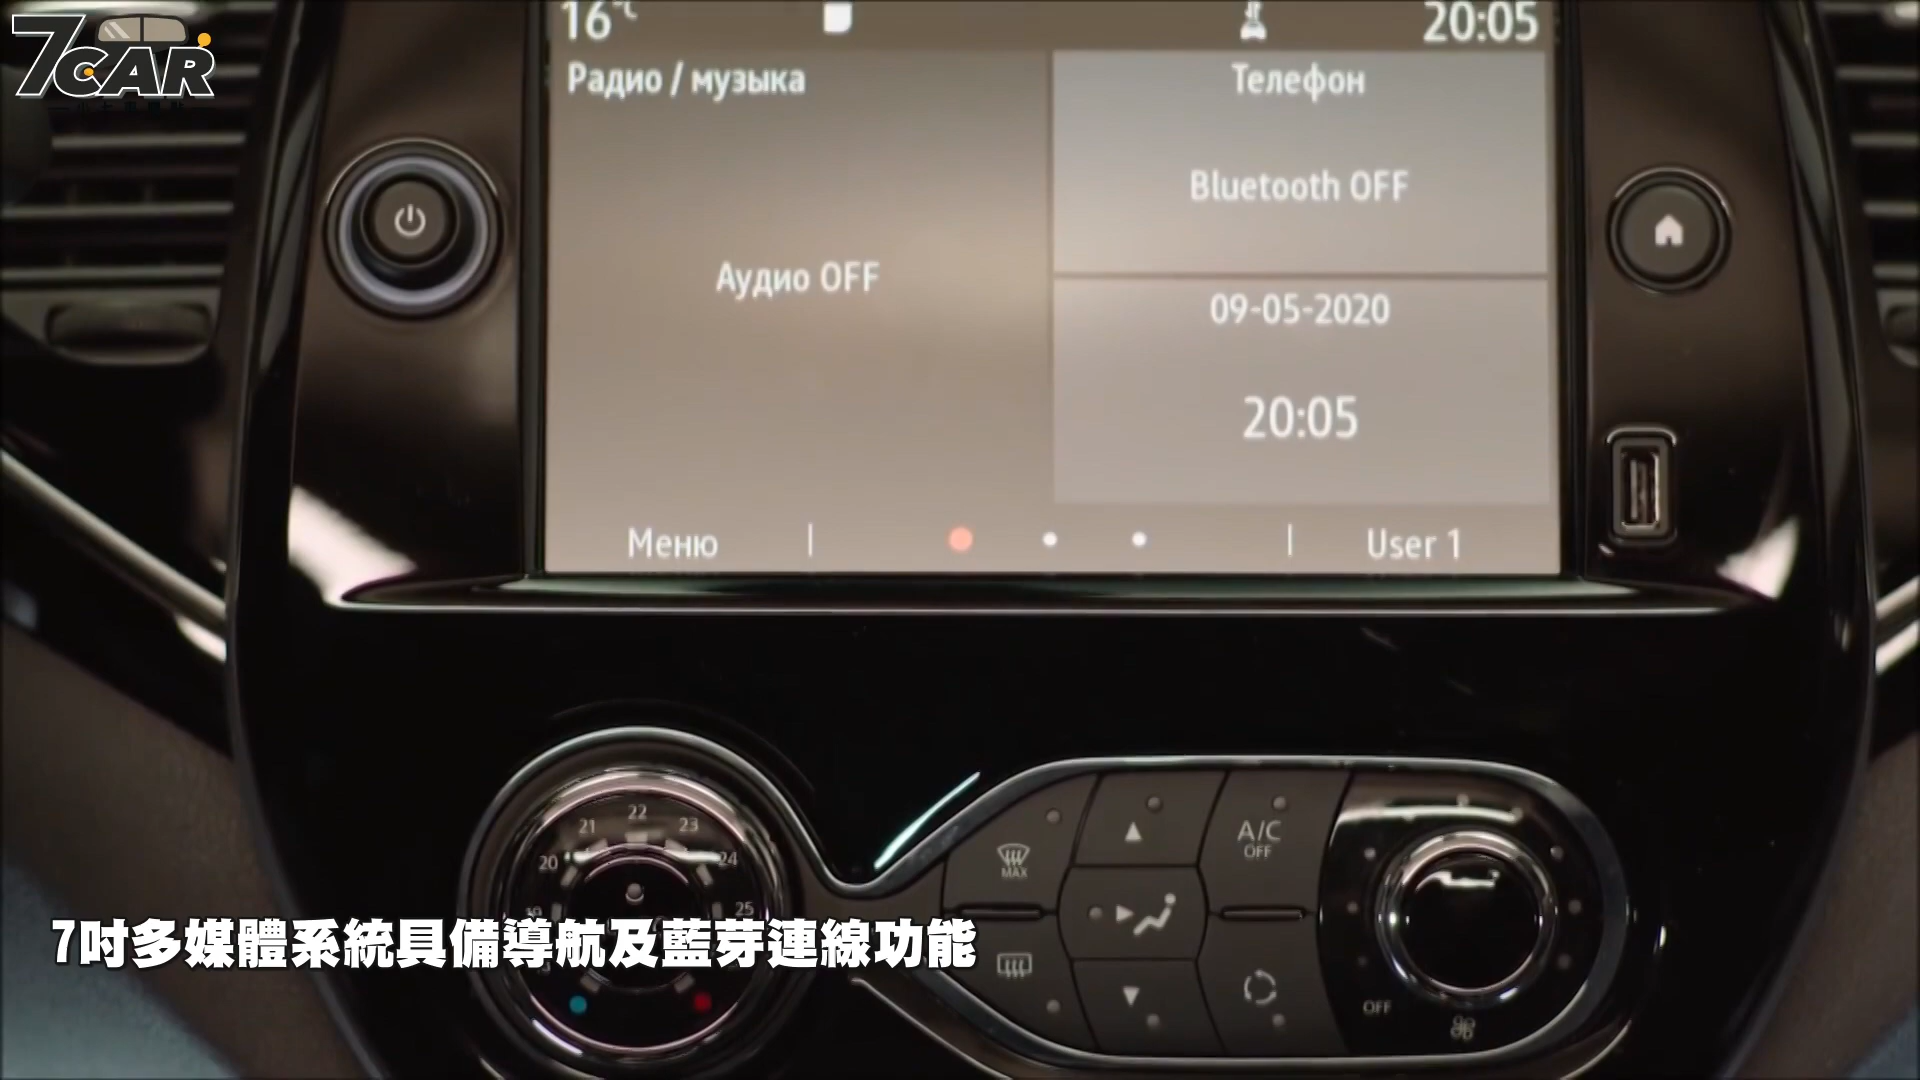 7CAR
16°C
20:05
Радио / музыка
Телефон
Bluetooth OFF
Аудио OFF
09-05-2020
20:05
Меню
User 1
20
21
22
23
24
25
MAX
A/C
OFF
OFF
7吋多媒體系統具備導航及藍芽連線功能